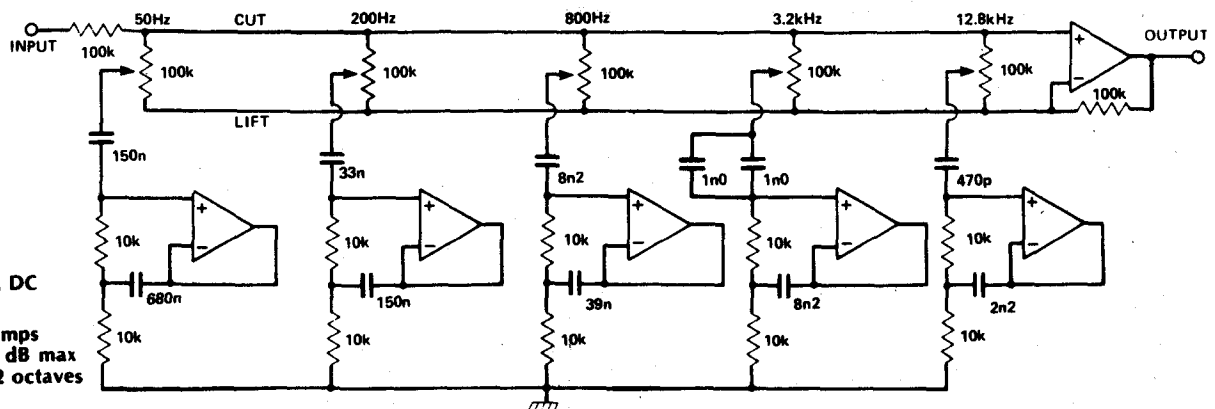 50Hz CUT 200Hz 800Hz 3.2kHz 12.8kHz
INPUT
OUTPUT
100k
100k 100k 100k 100k 100k
+
−
100k
LIFT
150n 33n 8n2 1n0 1n0 470p
+ + + + +
10k 10k 10k 10k 10k
− − − − −
DC
680n 150n 39n 8n2 2n2
mps
dB max
2 octaves
10k 10k 10k 10k 10k